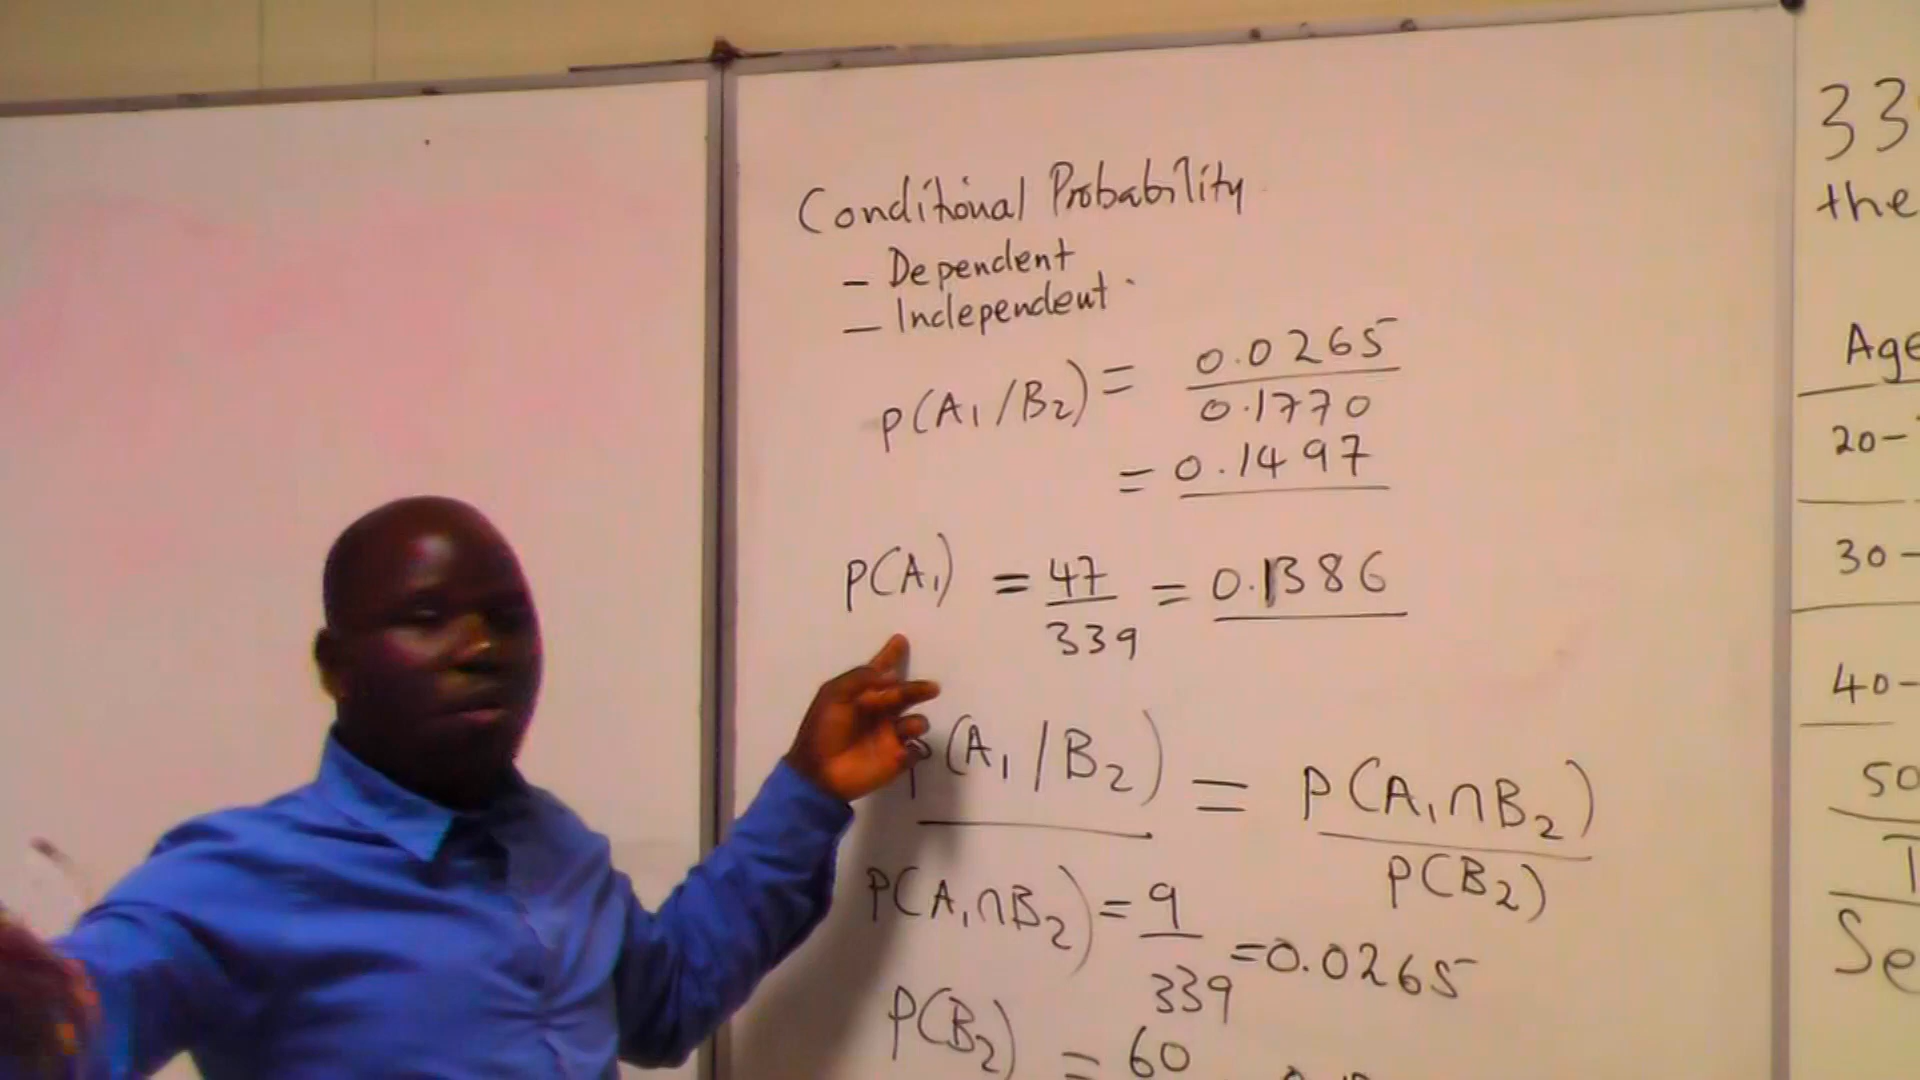 Conditional Probability
- Dependent
- Independent.
P(A1/B2) = 0.0265
0.1770
= 0.1497
P(A1) = 47 = 0.1386
339
P(A1/B2) = P(A1∩B2)
P(B2)
P(A1∩B2) = 9 = 0.0265
339
P(B2) = 60
33
the
Age
20-
30-
40-
50
Se